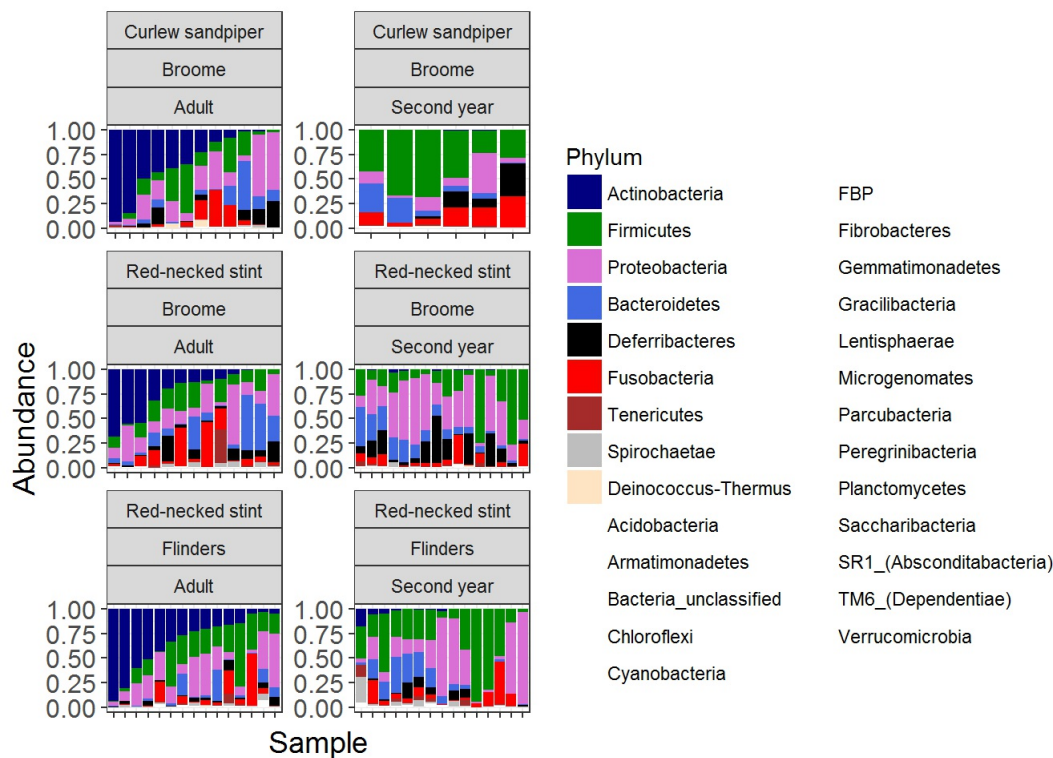 Curlew sandpiper
Broome
Adult
1.00
0.75
0.50
0.25
0.00
Curlew sandpiper
Broome
Second year
1.00
0.75
0.50
0.25
0.00
Red-necked stint
Broome
Adult
1.00
0.75
0.50
0.25
0.00
Red-necked stint
Broome
Second year
1.00
0.75
0.50
0.25
0.00
Red-necked stint
Flinders
Adult
1.00
0.75
0.50
0.25
0.00
Red-necked stint
Flinders
Second year
1.00
0.75
0.50
0.25
0.00
Abundance
Sample
Phylum
Actinobacteria
Firmicutes
Proteobacteria
Bacteroidetes
Deferribacteres
Fusobacteria
Tenericutes
Spirochaetae
Deinococcus-Thermus
Acidobacteria
Armatimonadetes
Bacteria_unclassified
Chloroflexi
Cyanobacteria
FBP
Fibrobacteres
Gemmatimonadetes
Gracilibacteria
Lentisphaerae
Microgenomates
Parcubacteria
Peregrinibacteria
Planctomycetes
Saccharibacteria
SR1_(Absconditabacteria)
TM6_(Dependentiae)
Verrucomicrobia